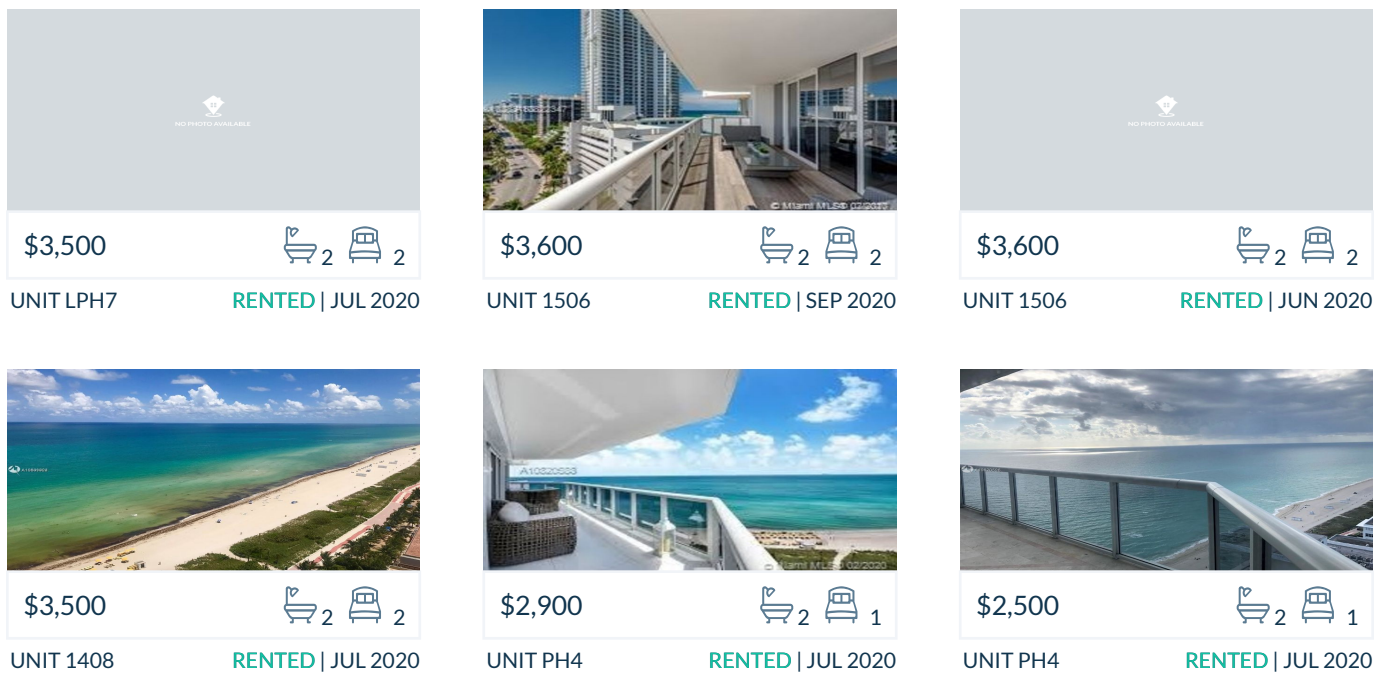 NO PHOTO AVAILABLE
© Miami MLS® 02/2020
NO PHOTO AVAILABLE
$3,500 2 2
$3,600 2 2
$3,600 2 2
UNIT LPH7 RENTED | JUL 2020
UNIT 1506 RENTED | SEP 2020
UNIT 1506 RENTED | JUN 2020
© Miami MLS® 02/2020
$3,500 2 2
$2,900 2 1
$2,500 2 1
UNIT 1408 RENTED | JUL 2020
UNIT PH4 RENTED | JUL 2020
UNIT PH4 RENTED | JUL 2020